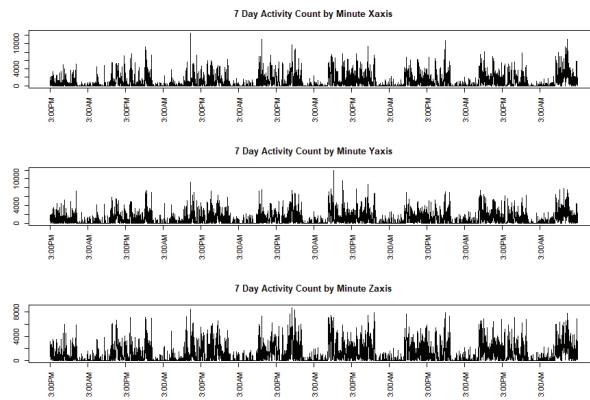 7 Day Activity Count by Minute Xaxis
0 4000 10000
3:00PM 3:00AM 3:00PM 3:00AM 3:00PM 3:00AM 3:00PM 3:00AM 3:00PM 3:00AM 3:00PM 3:00AM 3:00PM 3:00AM
7 Day Activity Count by Minute Yaxis
0 4000 10000
3:00PM 3:00AM 3:00PM 3:00AM 3:00PM 3:00AM 3:00PM 3:00AM 3:00PM 3:00AM 3:00PM 3:00AM 3:00PM 3:00AM
7 Day Activity Count by Minute Zaxis
0 4000 8000
3:00PM 3:00AM 3:00PM 3:00AM 3:00PM 3:00AM 3:00PM 3:00AM 3:00PM 3:00AM 3:00PM 3:00AM 3:00PM 3:00AM